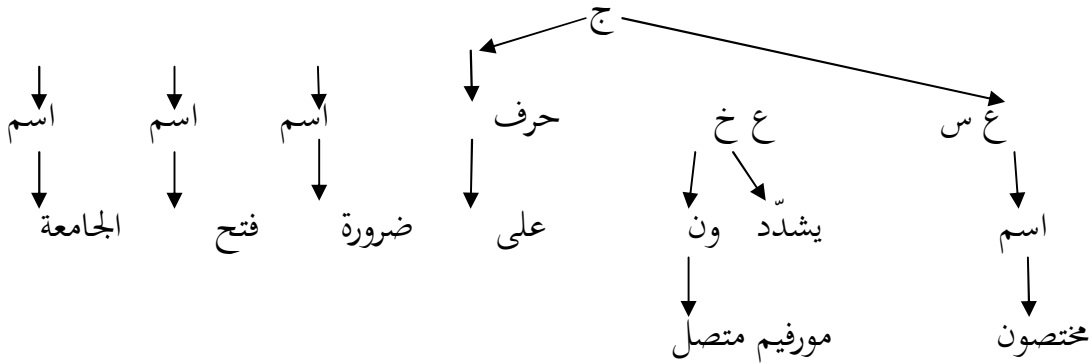 ج
ع س ع خ حرف اسم اسم اسم
اسم يشدّد ون على ضرورة فتح الجامعة
مختصون مورفيم متصل